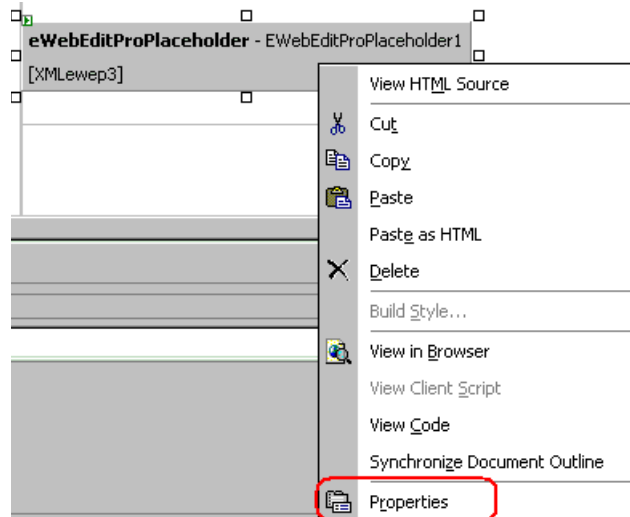 eWebEditProPlaceholder - EWebEditProPlaceholder1
[XMLewep3]
View HTML Source
Cut
Copy
Paste
Paste as HTML
Delete
Build Style...
View in Browser
View Client Script
View Code
Synchronize Document Outline
Properties